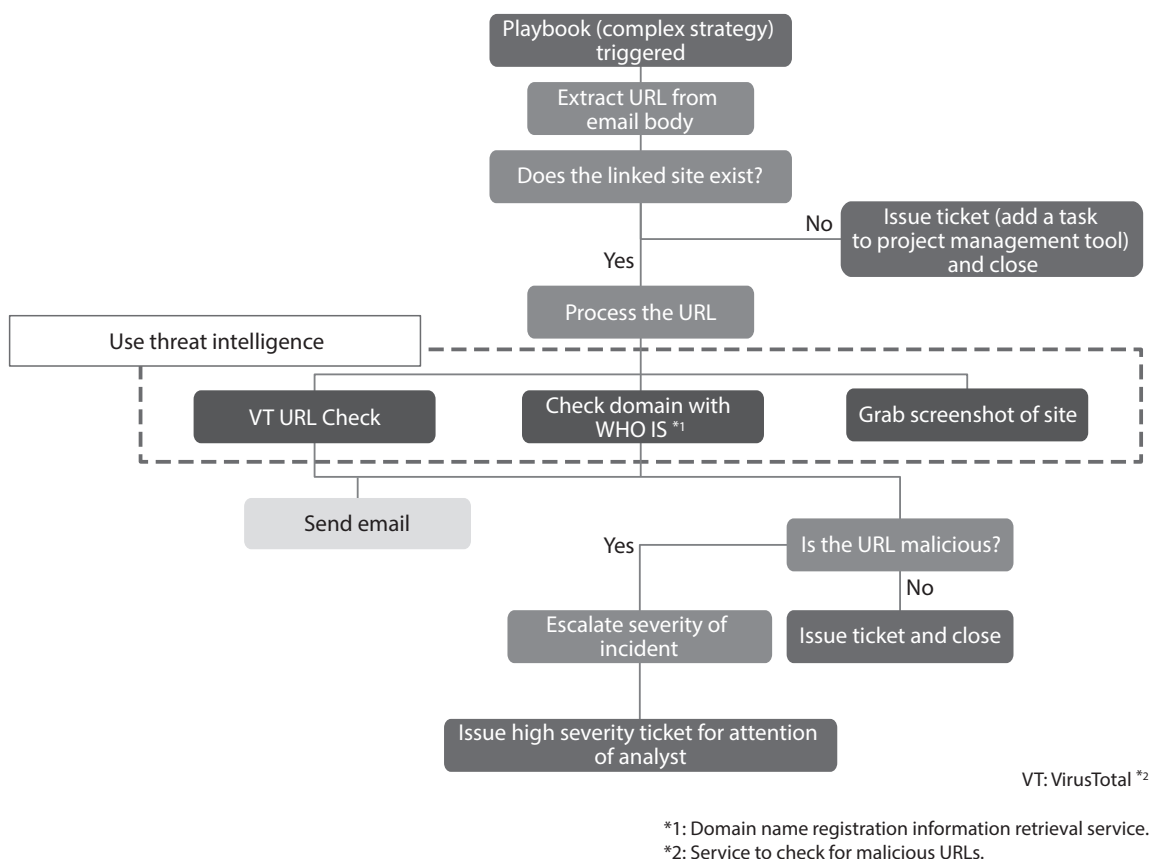 Playbook (complex strategy)
triggered
Extract URL from
email body
Does the linked site exist?
No
Issue ticket (add a task
to project management tool)
and close
Yes
Process the URL
Use threat intelligence
VT URL Check
Check domain with
WHO IS *1
Grab screenshot of site
Send email
Yes
Is the URL malicious?
No
Escalate severity of
incident
Issue ticket and close
Issue high severity ticket for attention
of analyst
VT: VirusTotal *2
*1: Domain name registration information retrieval service.
*2: Service to check for malicious URLs.